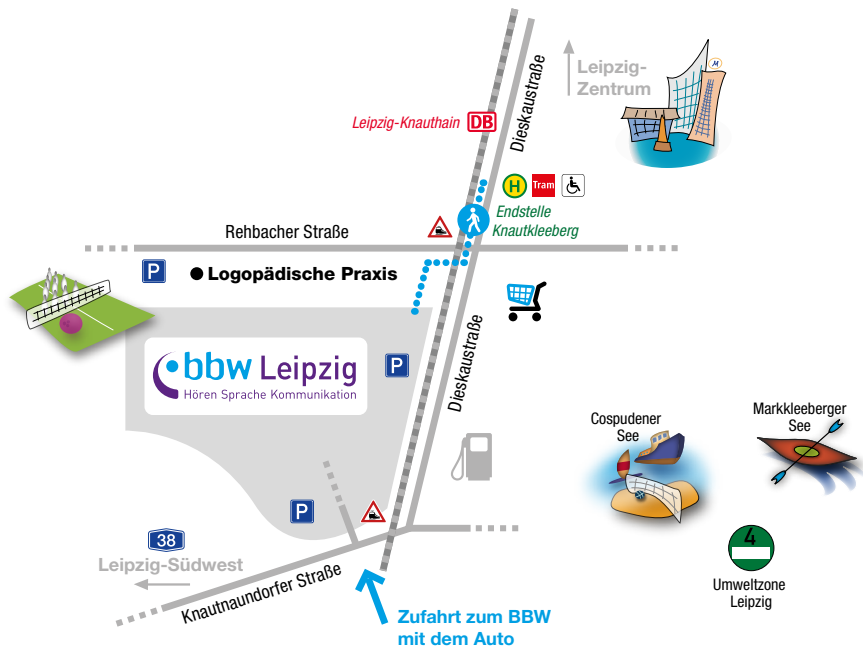 Leipzig-
Zentrum
M
Dieskaustraße
Leipzig-Knauthain DB
H Tram
Endstelle
Knautkleeberg
Rehbacher Straße
P
Logopädische Praxis
bbw Leipzig
Hören Sprache Kommunikation
P
Dieskaustraße
Cospudener
See
Markkleeberger
See
P
38
Leipzig-Südwest
Knautnaundorfer Straße
4
Umweltzone
Leipzig
Zufahrt zum BBW
mit dem Auto